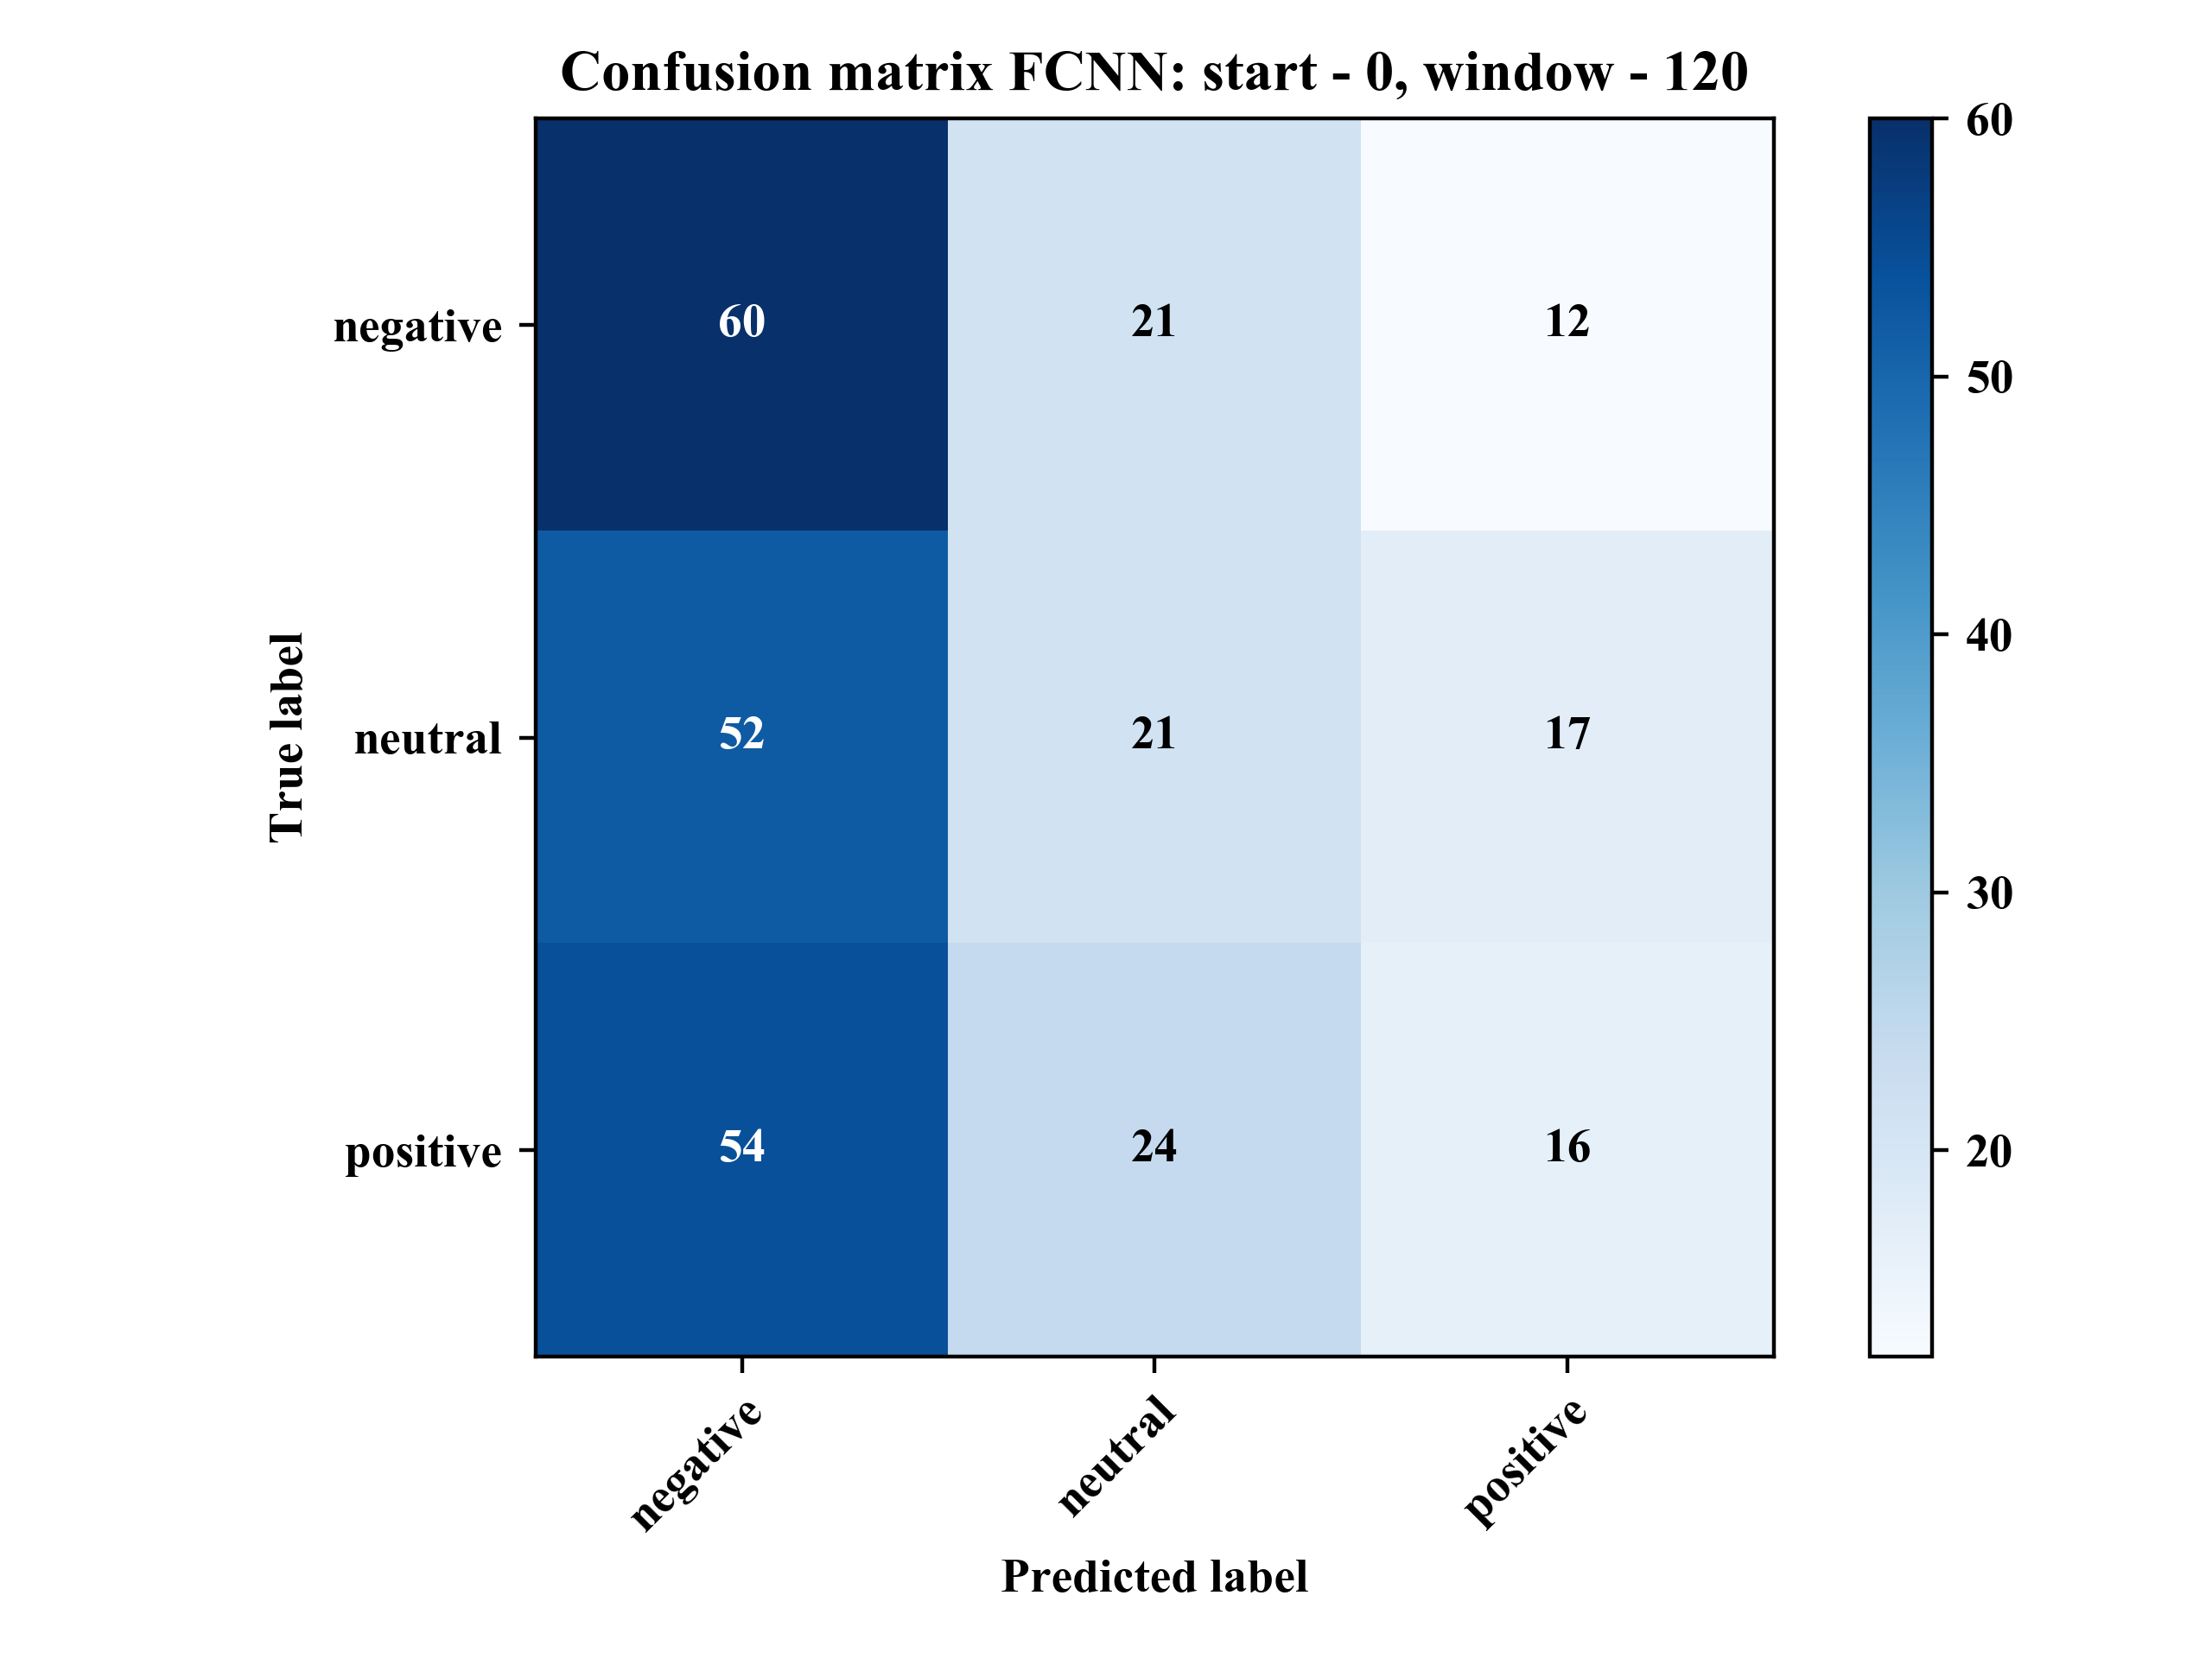 Confusion matrix FCNN: start - 0, window - 120
60
negative
60
21
12
50
40
True label
neutral
52
21
17
30
positive
54
24
16
20
negative
neutral
positive
Predicted label